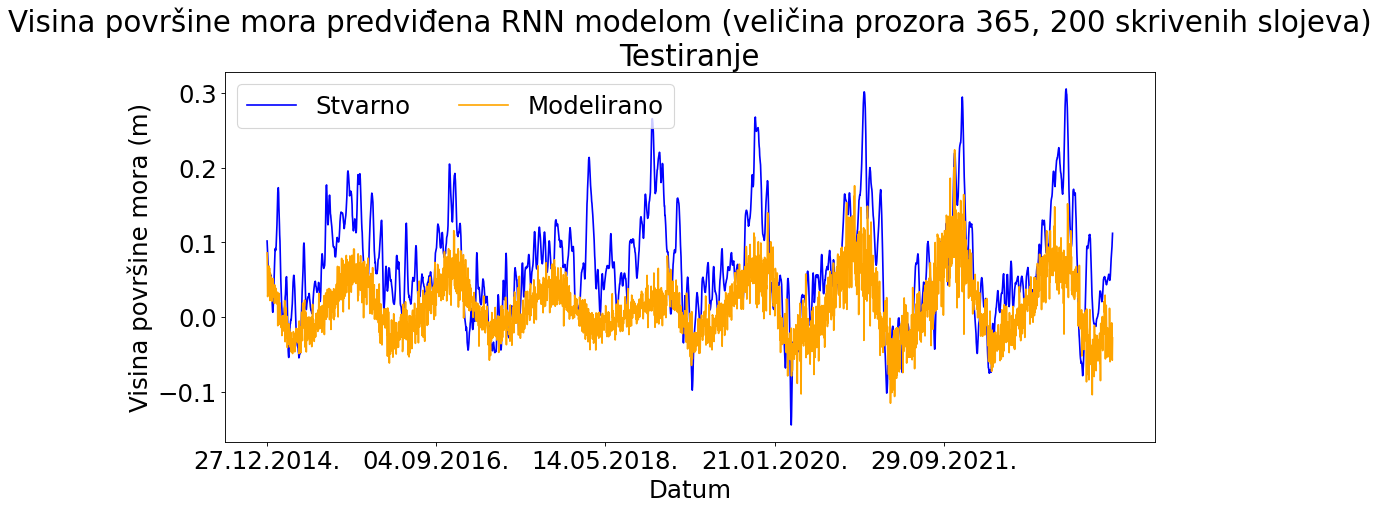 Visina površine mora predviđena RNN modelom (veličina prozora 365, 200 skrivenih slojeva)
Testiranje
Stvarno
Modelirano
Visina površine mora (m)
0.3
0.2
0.1
0.0
−0.1
27.12.2014.
04.09.2016.
14.05.2018.
21.01.2020.
29.09.2021.
Datum